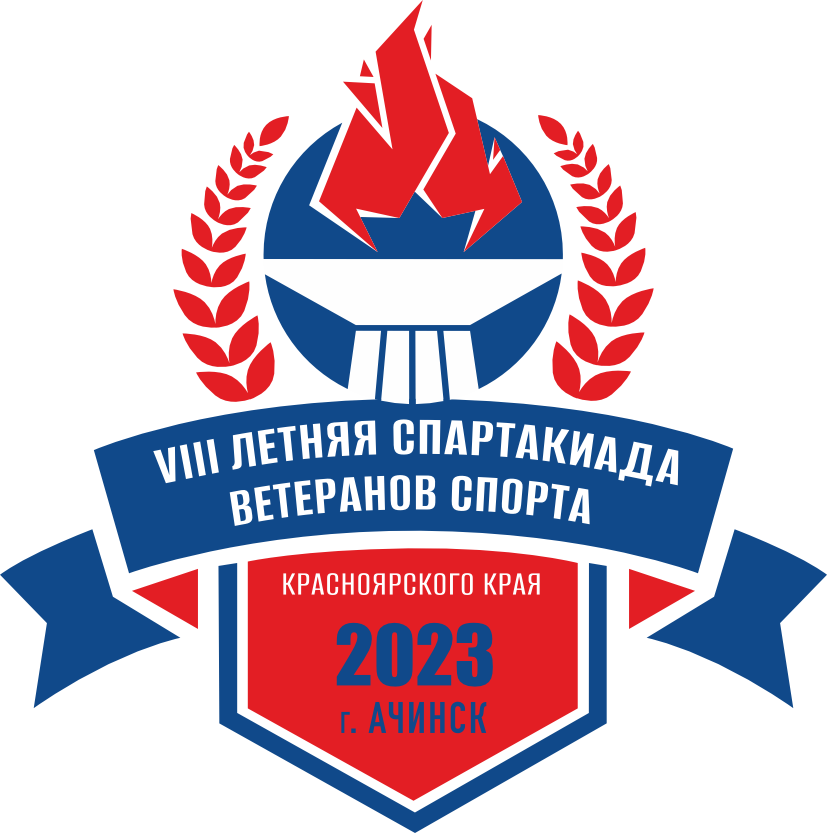 VIII ЛЕТНЯЯ СПАРТАКИАДА
ВЕТЕРАНОВ СПОРТА
КРАСНОЯРСКОГО КРАЯ
2023
г. АЧИНСК